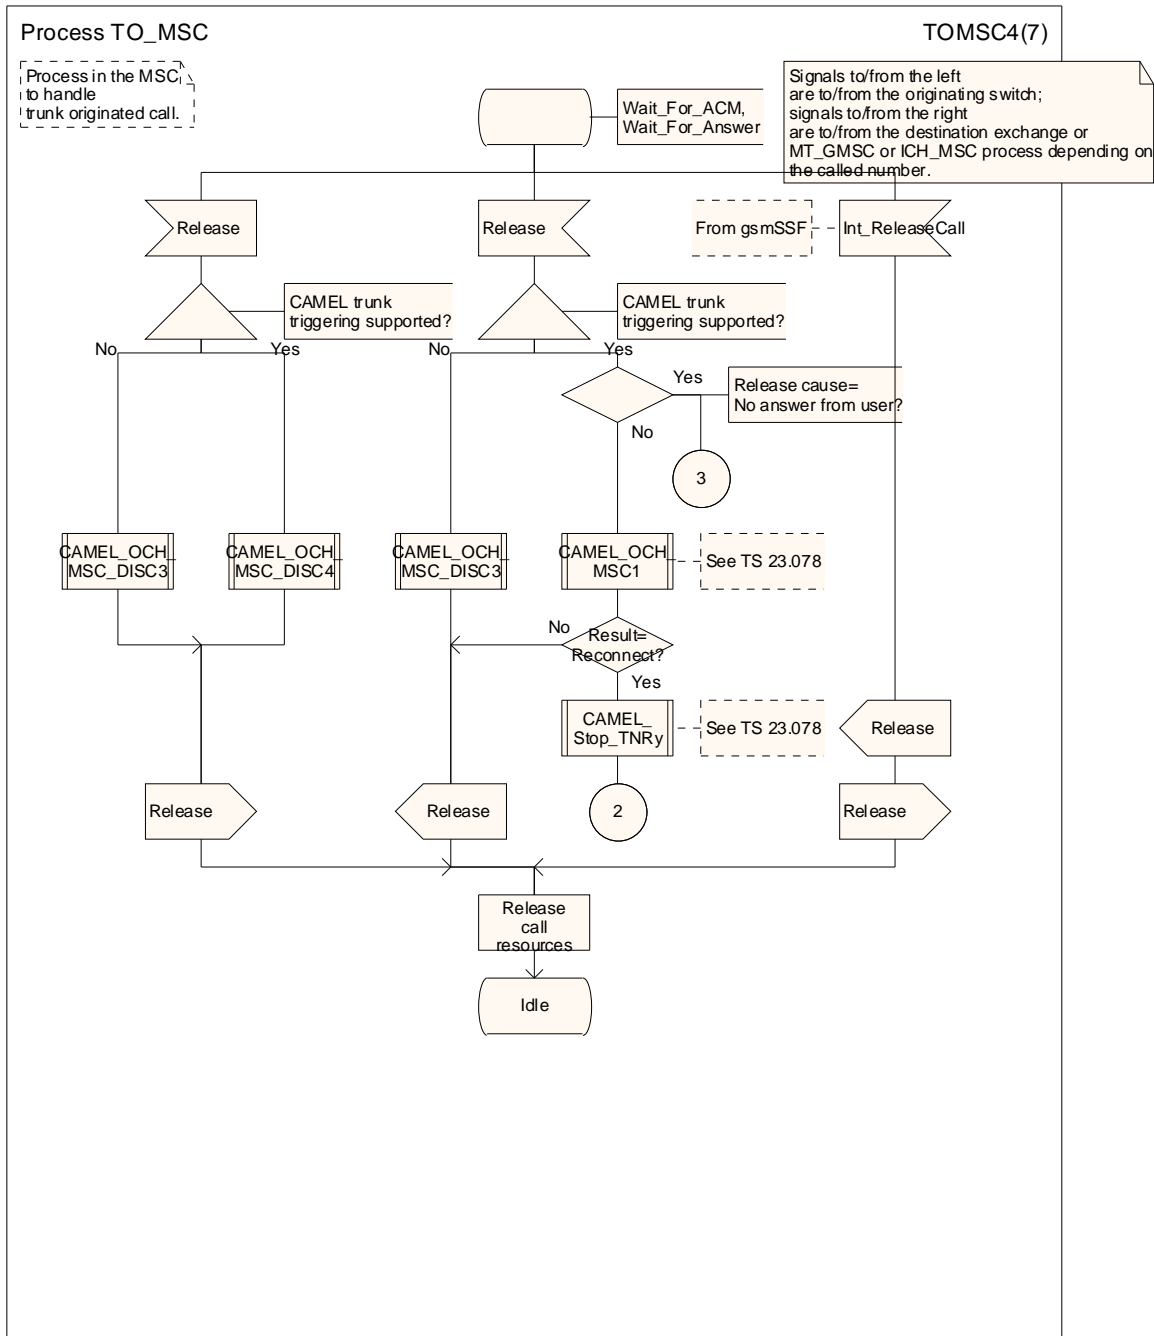 Process TO_MSC
TOMSC4(7)
Process in the MSC
to handle
trunk originated call.
Signals to/from the left
are to/from the originating switch;
signals to/from the right
are to/from the destination exchange or
MT_GMSC or ICH_MSC process depending on
the called number.
Wait_For_ACM,
Wait_For_Answer
Release
Release
From gsmSSF
Int_ReleaseCall
CAMEL trunk
triggering supported?
CAMEL trunk
triggering supported?
No
Yes
No
Yes
Yes
Release cause=
No answer from user?
No
3
CAMEL_OCH_
MSC_DISC3
CAMEL_OCH_
MSC_DISC4
CAMEL_OCH_
MSC_DISC3
CAMEL_OCH_
MSC1
See TS 23.078
No
Result=
Reconnect?
Yes
CAMEL_
Stop_TNRy
See TS 23.078
Release
Release
Release
2
Release
Release
call
resources
Idle